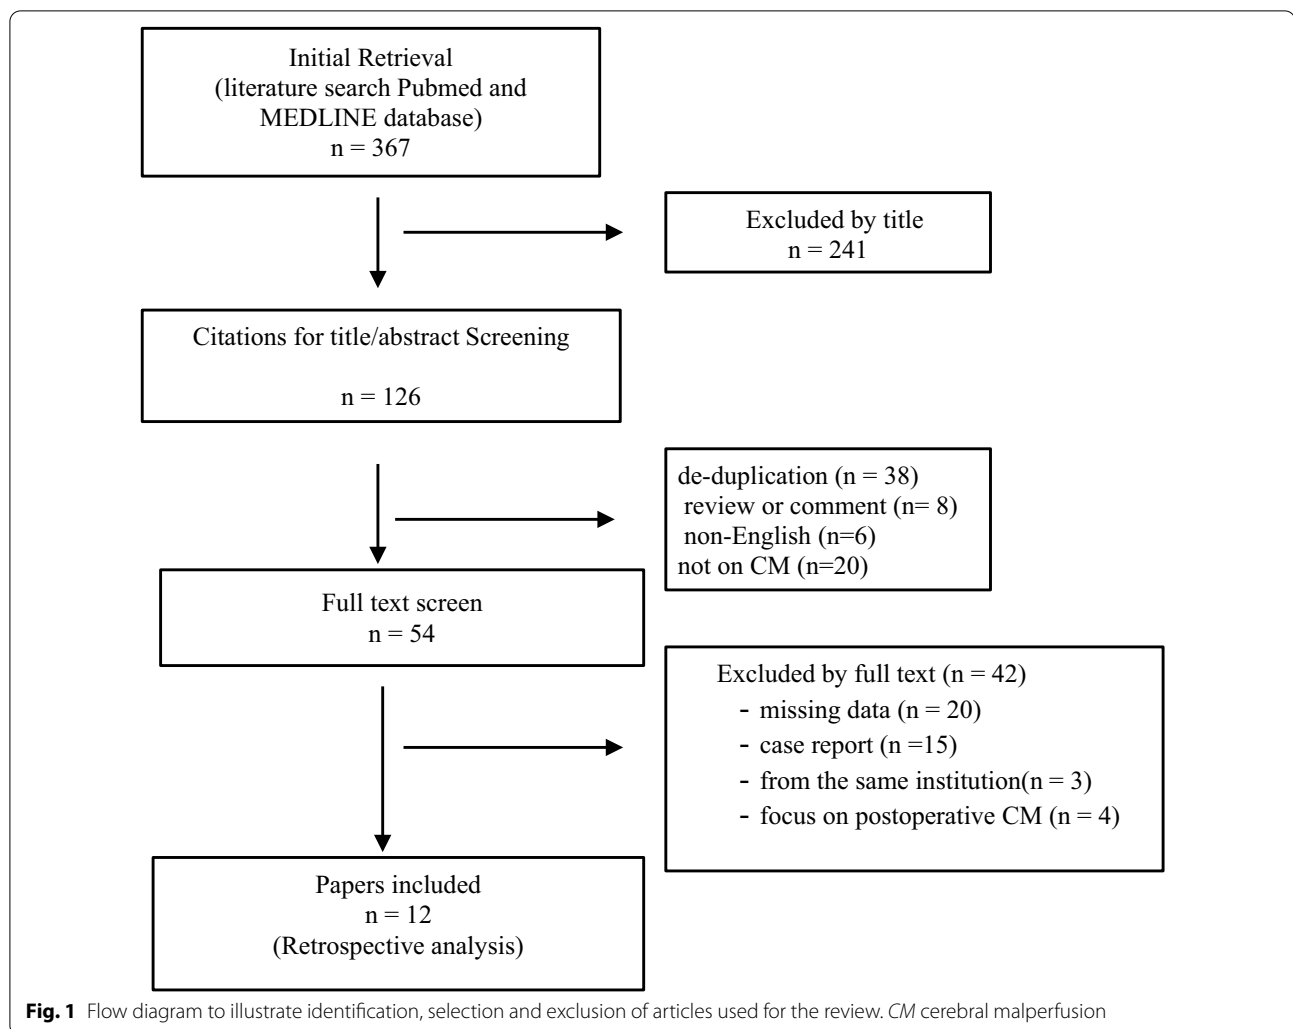 Initial Retrieval
(literature search Pubmed and
MEDLINE database)
n = 367
Excluded by title
n = 241
Citations for title/abstract Screening
n = 126
de-duplication (n = 38)
review or comment (n= 8)
non-English (n=6)
not on CM (n=20)
Full text screen
n = 54
Excluded by full text (n = 42)
- missing data (n = 20)
- case report (n =15)
- from the same institution(n = 3)
- focus on postoperative CM (n = 4)
Papers included
n = 12
(Retrospective analysis)
Fig. 1 Flow diagram to illustrate identification, selection and exclusion of articles used for the review. CM cerebral malperfusion